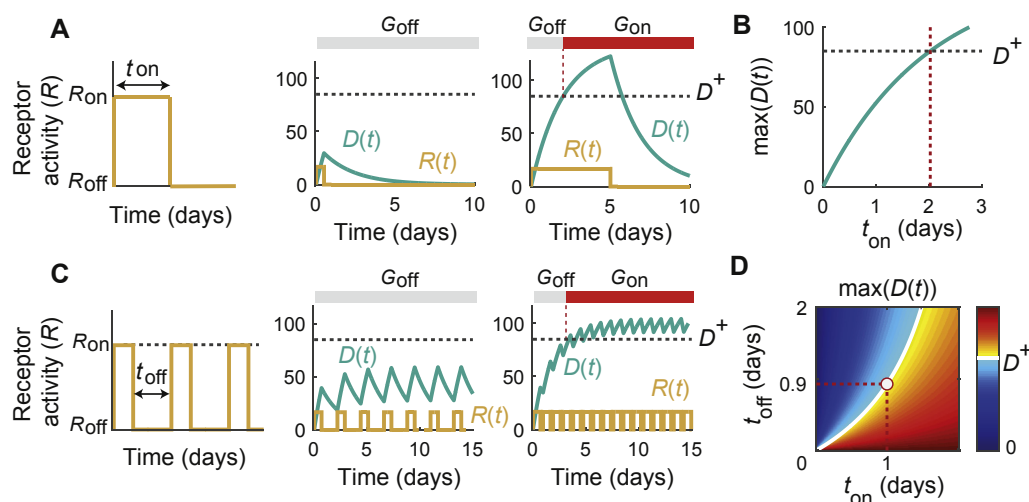 A
Receptor
activity (R)
Ron
Roff
ton
Time (days)
Goff
100
50
0
D(t)
R(t)
0 5 10
Time (days)
Goff Gon
100
50
0
D+
D(t)
R(t)
0 5 10
Time (days)
B
max(D(t))
100
50
0
D+
0 1 2 3
ton (days)
C
Receptor
activity (R)
Ron
Roff
toff
Time (days)
Goff
100
50
0
D(t)
R(t)
0 5 10 15
Time (days)
Goff Gon
100
50
0
D+
D(t)
R(t)
0 5 10 15
Time (days)
D
max(D(t))
toff (days)
2
0.9
0
1
ton (days)
D+
0